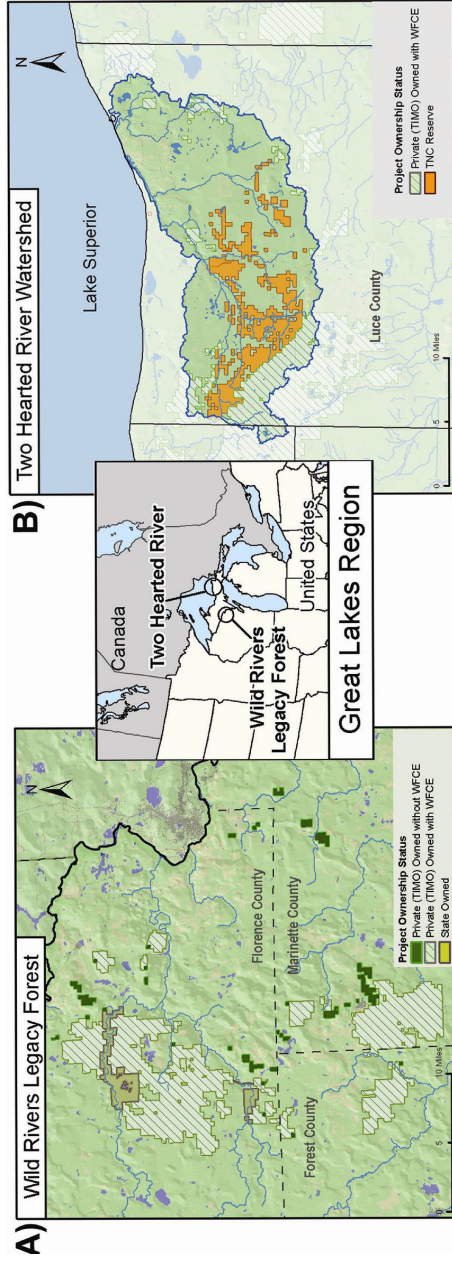 A)
Wild Rivers Legacy Forest
N
Florence County
Marinette County
Forest County
0 5 10 Miles
Project Ownership Status
Private (TIMO) Owned without WFCE
Private (TIMO) Owned with WFCE
State Owned
Canada
Two Hearted River
Wild Rivers
Legacy Forest
United States
Great Lakes Region
B)
Two Hearted River Watershed
N
Lake Superior
Luce County
0 5 10 Miles
Project Ownership Status
Private (TIMO) Owned with WFCE
TNC Reserve